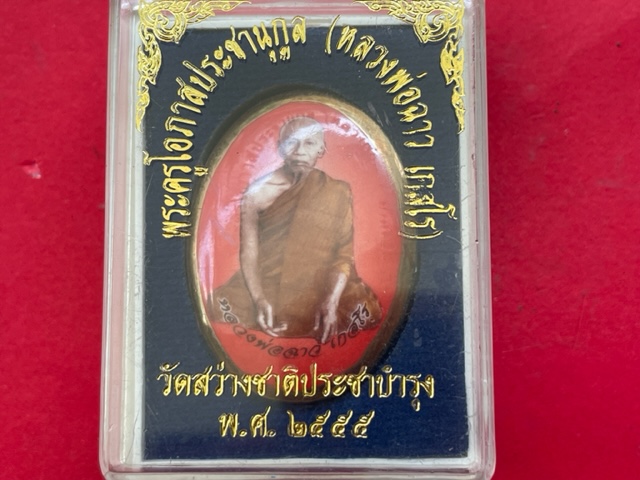 พระครูโอภาสประชานุกูล (หลวงพ่อฉาว เกสโร)
หลวงพ่อฉาว เกสโร
วัดสว่างชาติประชาบำรุง
พ.ศ. ๒๕๕๕